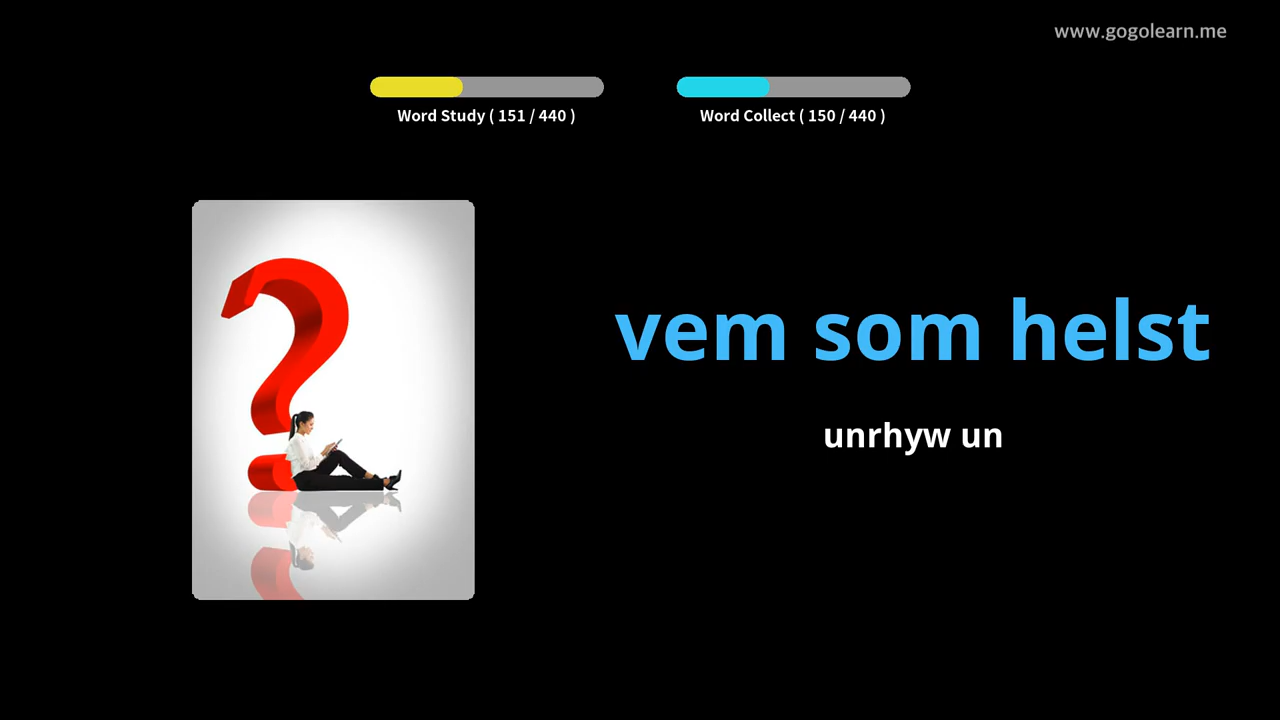 www.gogolearn.me
Word Study ( 151 / 440 )
Word Collect ( 150 / 440 )
vem som helst
unrhyw un